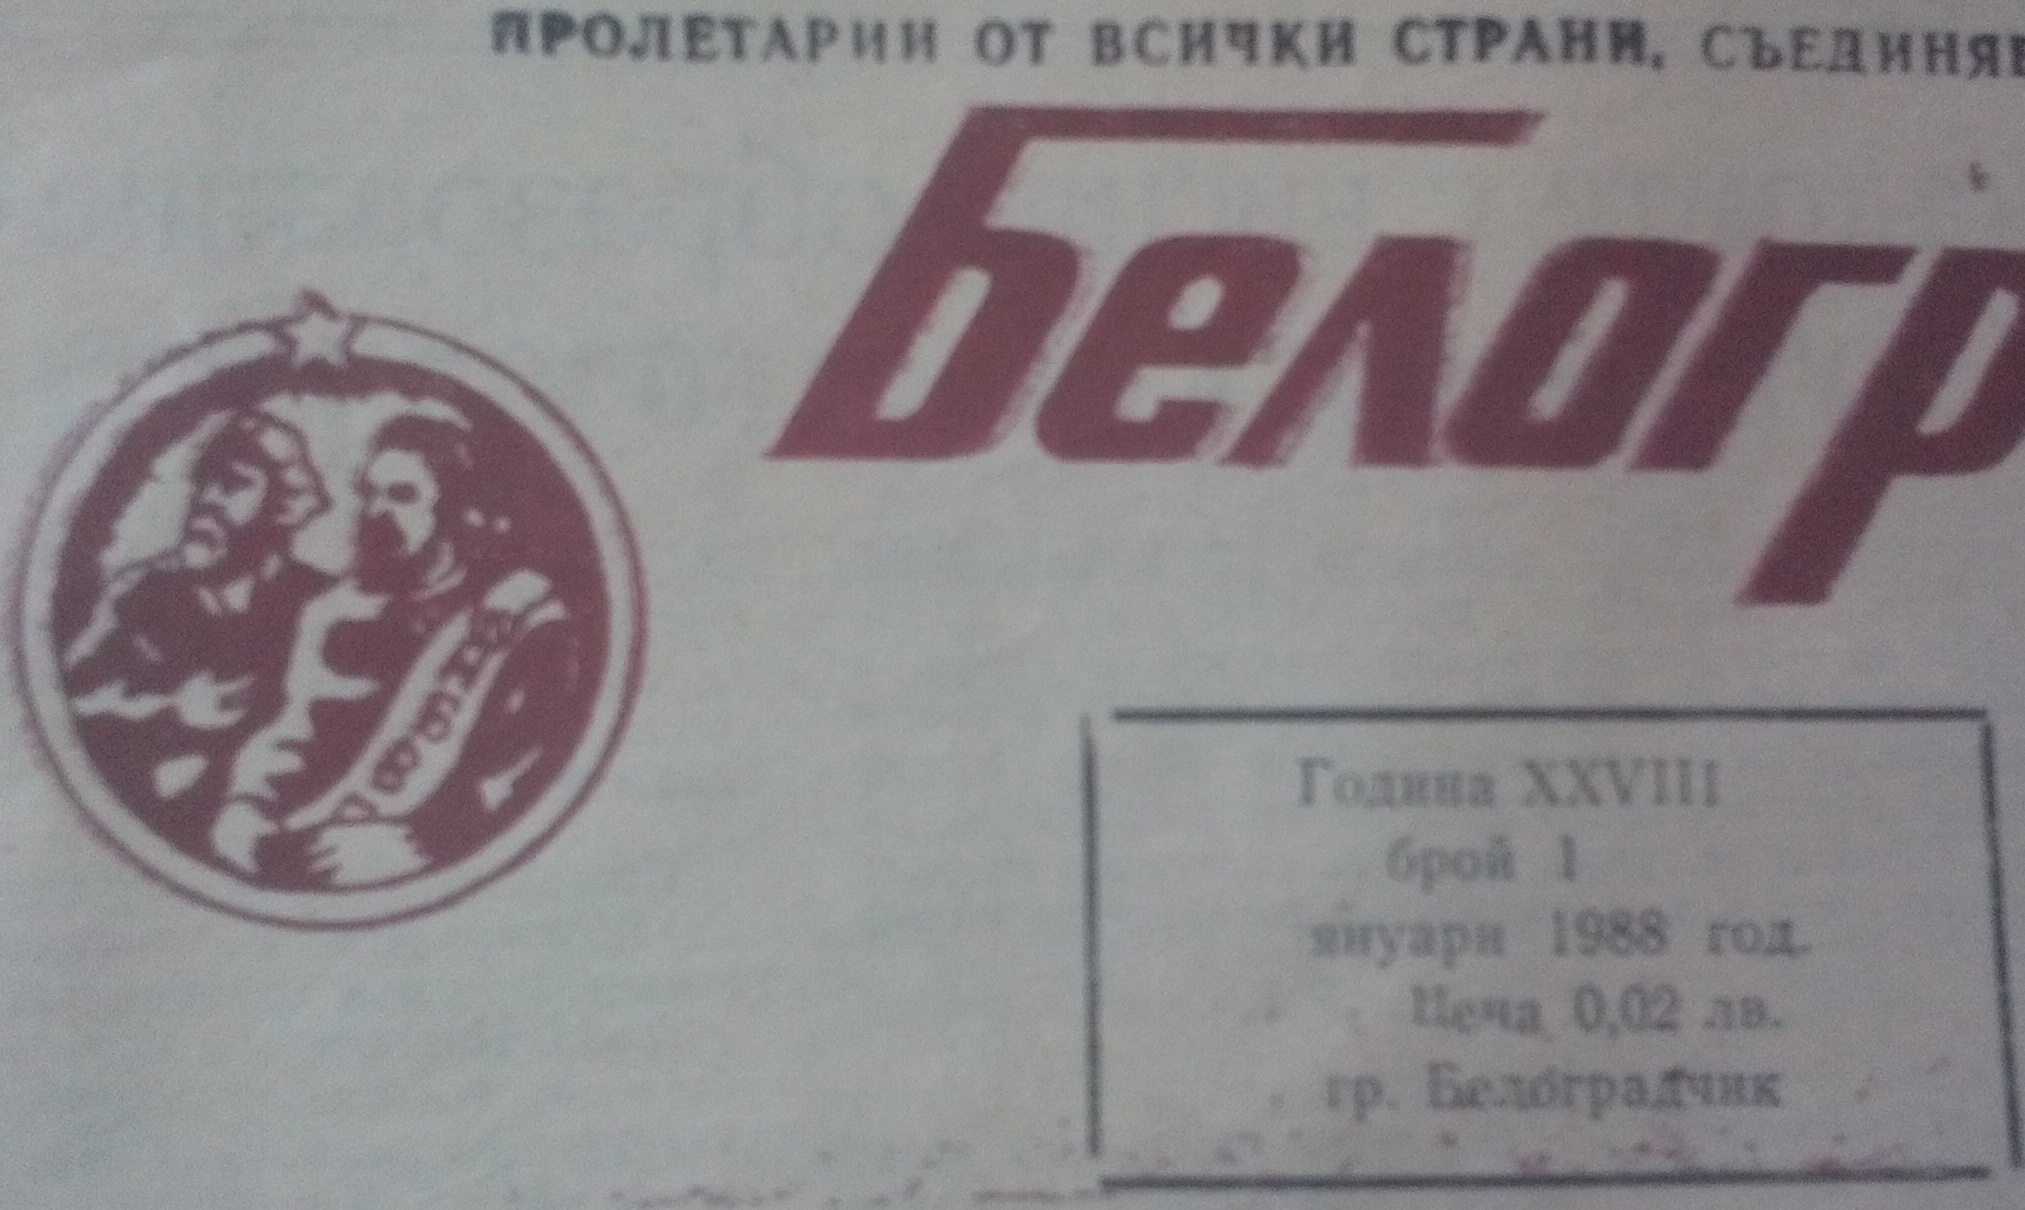 ПРОЛЕТАРИИ ОТ ВСИЧКИ СТРАНИ, СЪЕДИНЯВ
Белогр
Година XXVIII
брой 1
януари 1988 год.
Цена 0,02 лв.
гр. Белоградчик